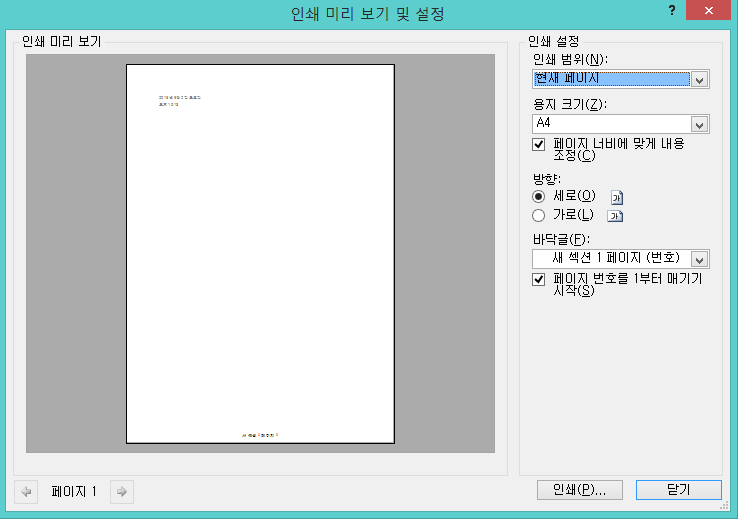 인쇄 미리 보기 및 설정
?
인쇄 미리 보기
페이지 1
인쇄 설정
인쇄 범위(N):
현재 페이지
용지 크기(Z):
A4
페이지 너비에 맞게 내용
조정(C)
방향:
세로(O) 가
가로(L) 가
바닥글(F):
새 섹션 1 페이지 (번호)
페이지 번호를 1부터 매기기
시작(S)
인쇄(P)...
닫기